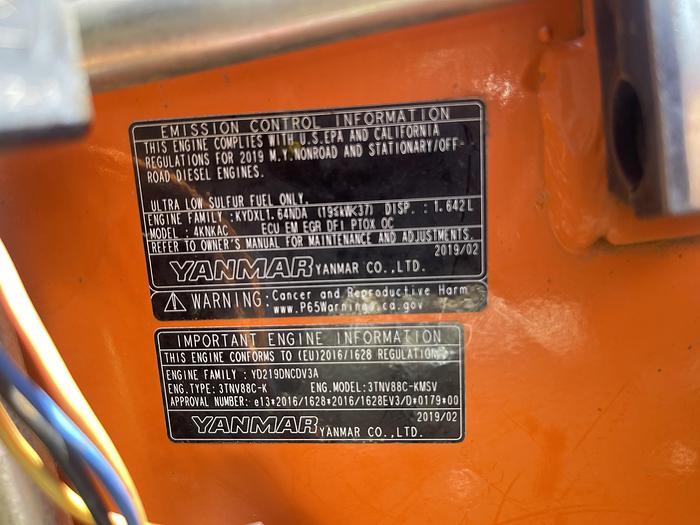 EMISSION CONTROL INFORMATION
THIS ENGINE COMPLIES WITH U.S.EPA AND CALIFORNIA
REGULATIONS FOR 2019 M.Y.NONROAD AND STATIONARY/OFF-
ROAD DIESEL ENGINES.
ULTRA LOW SULFUR FUEL ONLY.
ENGINE FAMILY :KYDXL1.64NDA (19≤kW<37) DISP. : 1.642L
MODEL : 4KNKAC ECU EM EGR DFI PTOX OC
REFER TO OWNER'S MANUAL FOR MAINTENANCE AND ADJUSTMENTS.
2019/02
YANMAR YANMAR CO.,LTD.
WARNING:Cancer and Reproductive Harm
www.P65Warnings.ca.gov
IMPORTANT ENGINE INFORMATION
THIS ENGINE CONFORMS TO (EU)2016/1628 REGULATION
ENGINE FAMILY : YD219DNCDV3A
ENG.TYPE: 3TNV88C-K ENG.MODEL: 3TNV88C-KMSV
APPROVAL NUMBER: e13*2016/1628*2016/1628EV3/D*0179*00
2019/02
YANMAR YANMAR CO.,LTD.